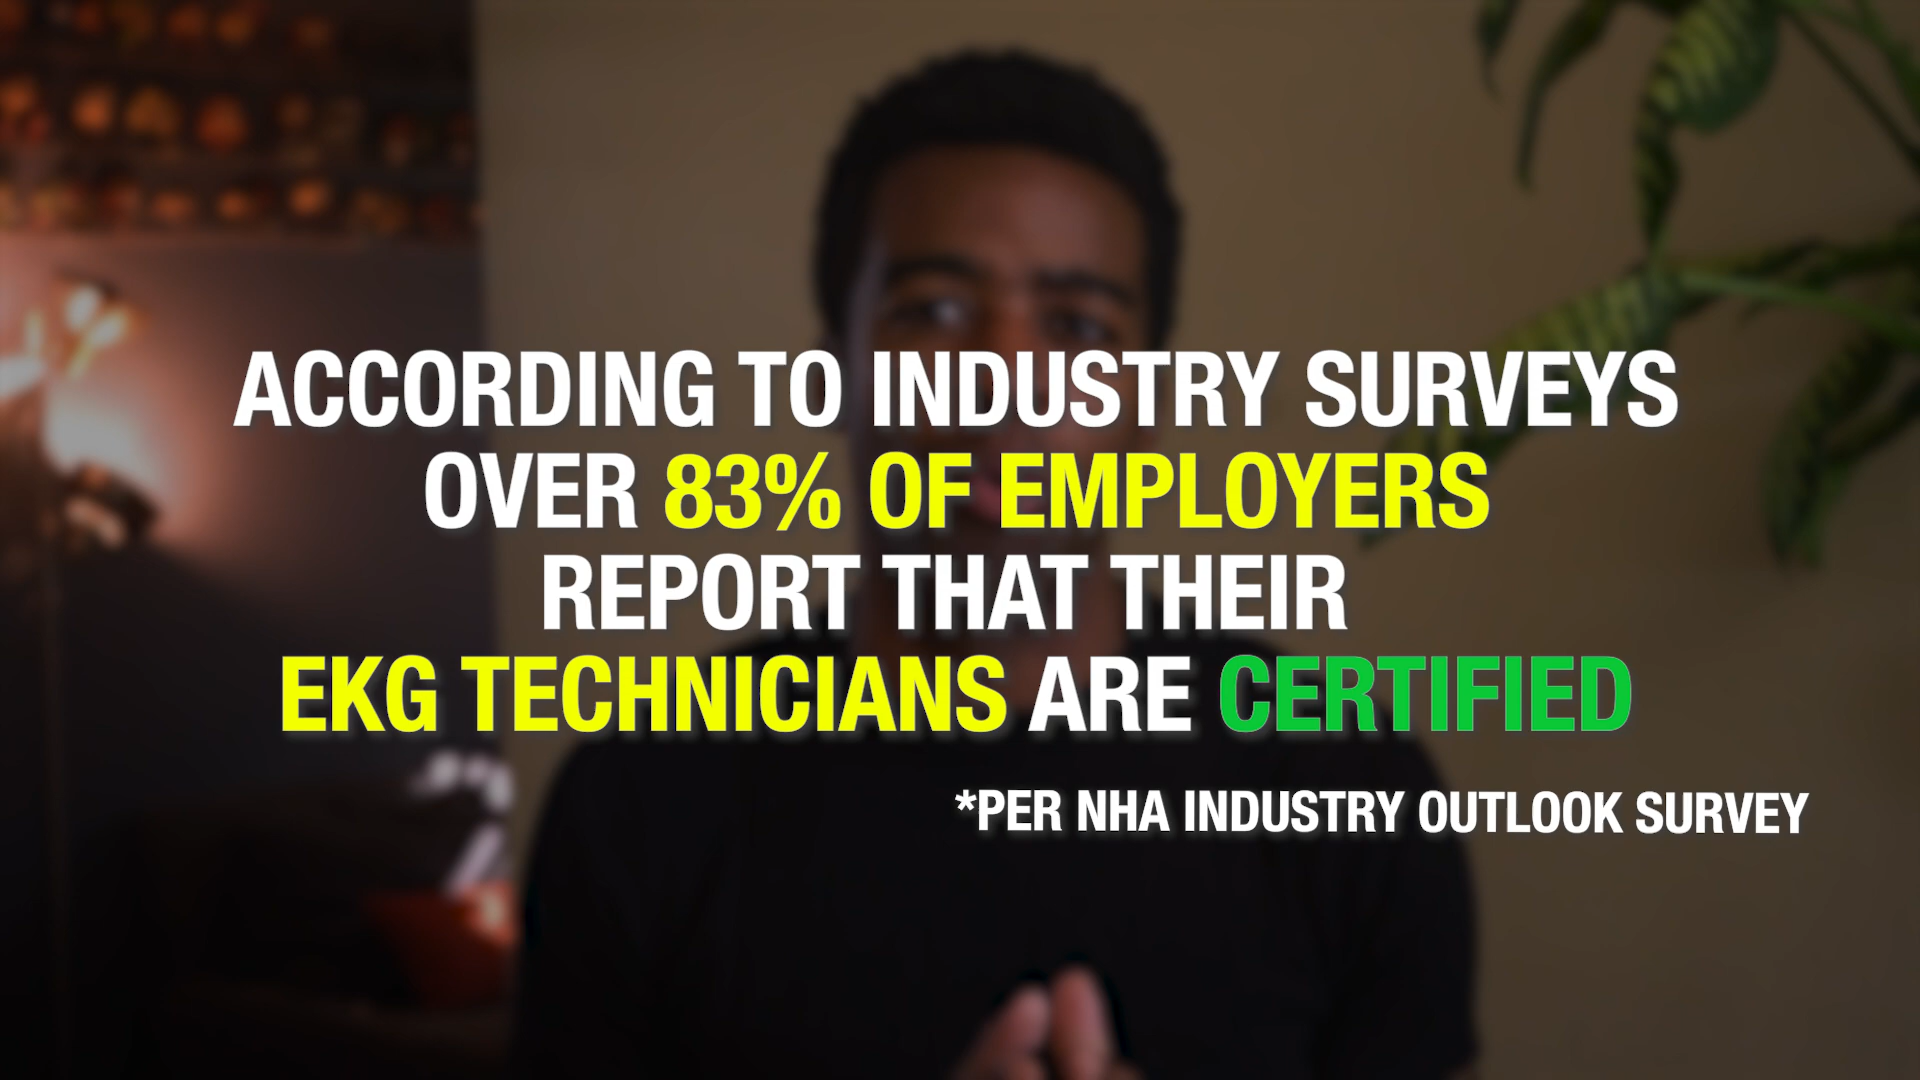 ACCORDING TO INDUSTRY SURVEYS
OVER 83% OF EMPLOYERS
REPORT THAT THEIR
EKG TECHNICIANS ARE CERTIFIED
*PER NHA INDUSTRY OUTLOOK SURVEY